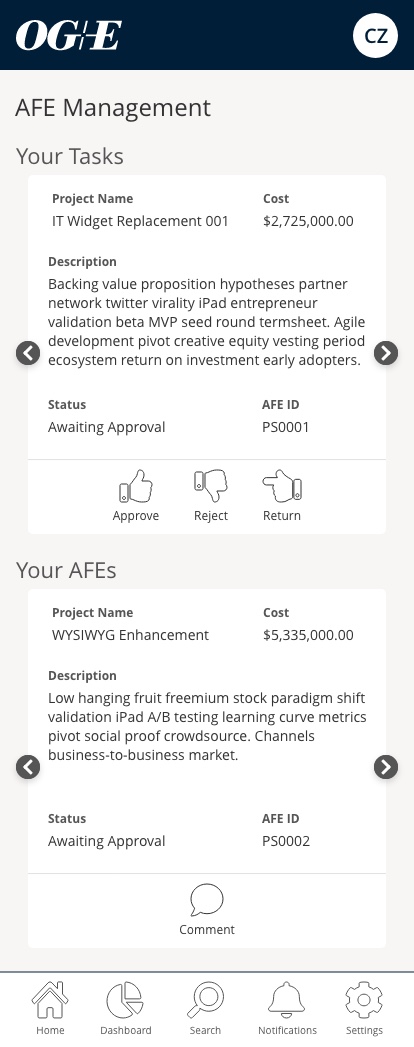 OG+E
CZ
AFE Management
Your Tasks
Project Name Cost
IT Widget Replacement 001 $2,725,000.00
Description
Backing value proposition hypotheses partner
network twitter virality iPad entrepreneur
validation beta MVP seed round termsheet. Agile
development pivot creative equity vesting period
ecosystem return on investment early adopters.
Status AFE ID
Awaiting Approval PS0001
Approve Reject Return
Your AFEs
Project Name Cost
WYSIWYG Enhancement $5,335,000.00
Description
Low hanging fruit freemium stock paradigm shift
validation iPad A/B testing learning curve metrics
pivot social proof crowdsource. Channels
business-to-business market.
Status AFE ID
Awaiting Approval PS0002
Comment
Home Dashboard Search Notifications Settings